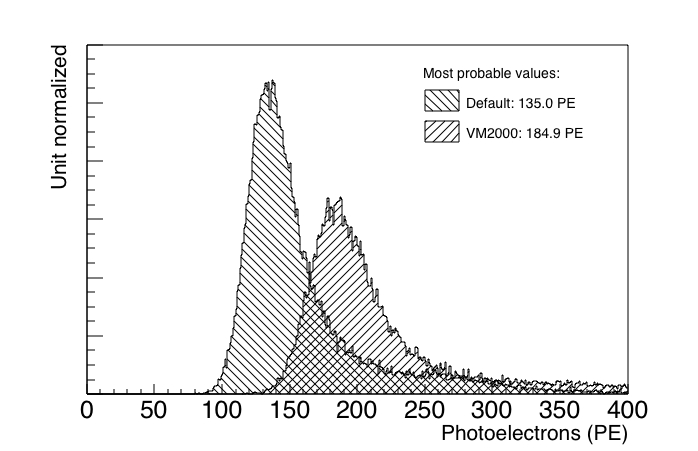 Unit normalized
Most probable values:
Default: 135.0 PE
VM2000: 184.9 PE
0 50 100 150 200 250 300 350 400
Photoelectrons (PE)